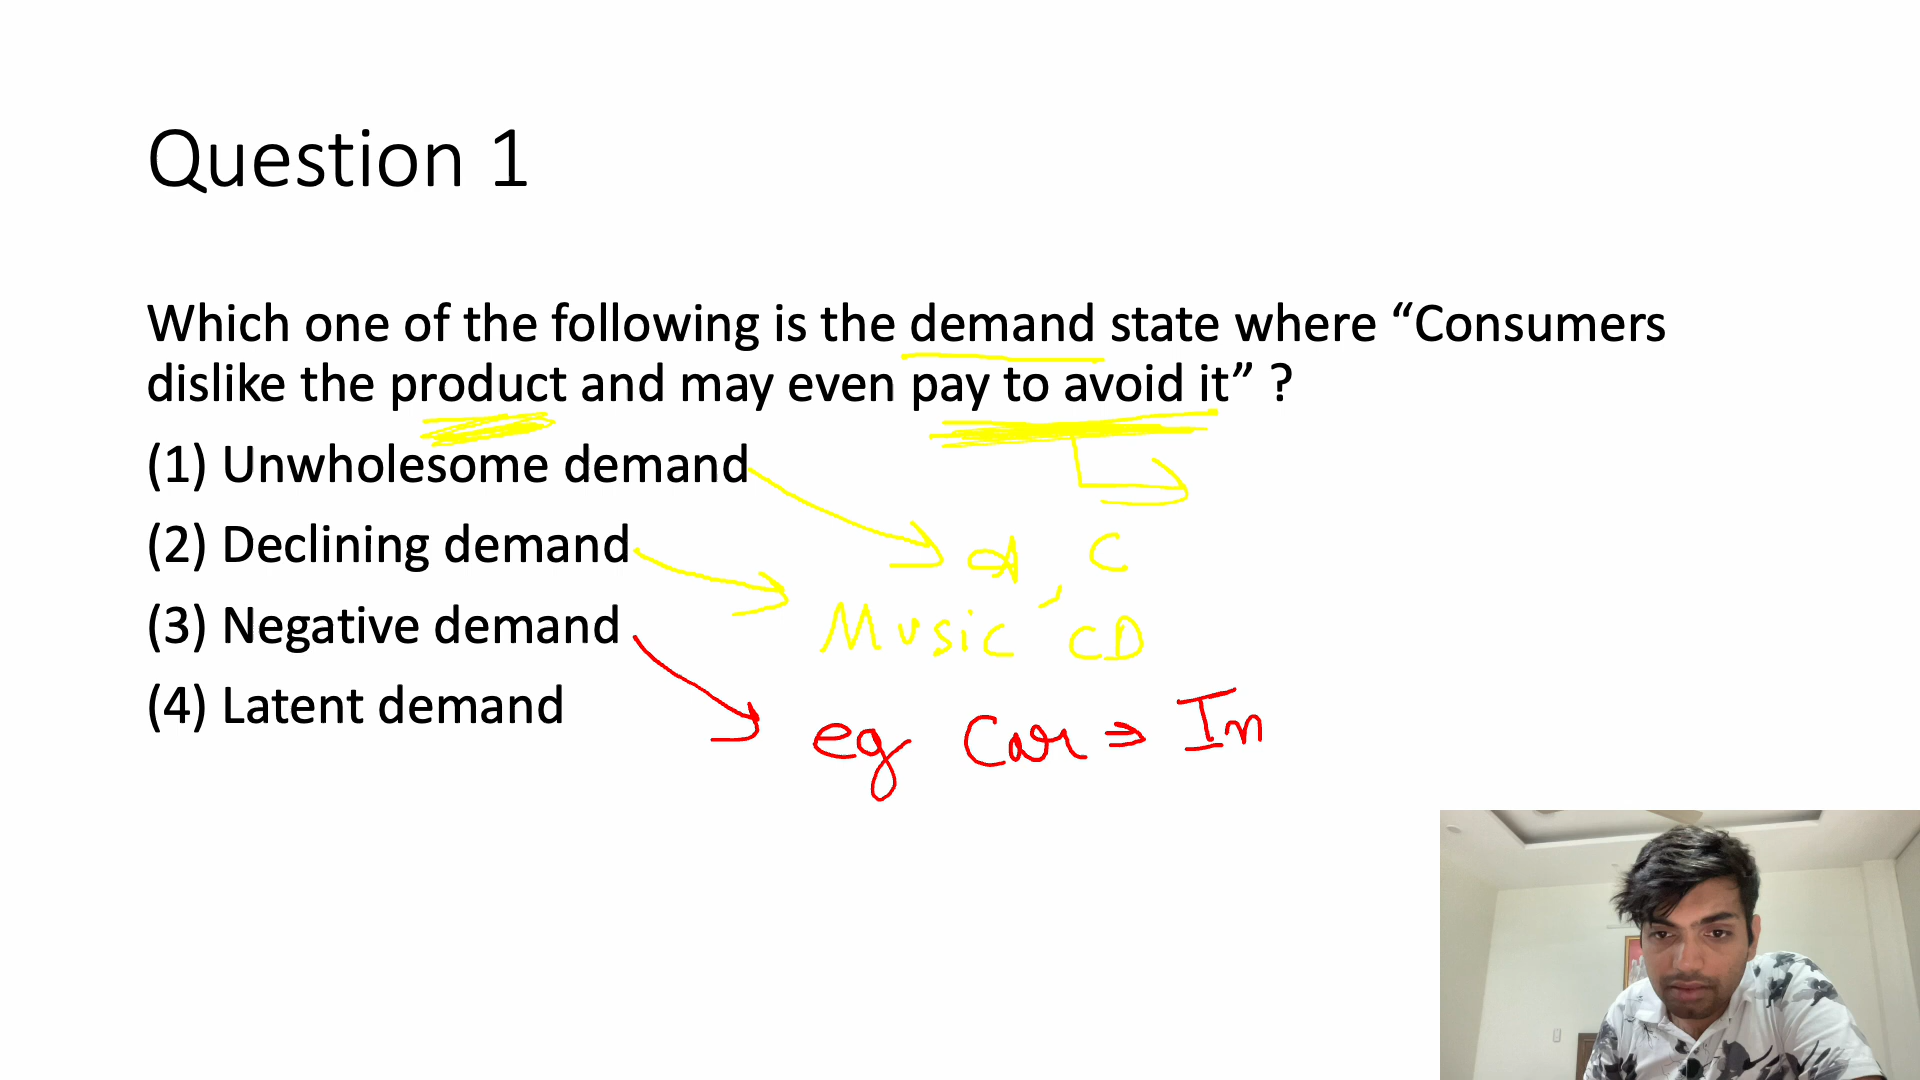 Question 1
Which one of the following is the demand state where “Consumers
dislike the product and may even pay to avoid it” ?
(1) Unwholesome demand
(2) Declining demand
A, C
(3) Negative demand
Music CD
(4) Latent demand
eg Car ⇒ In